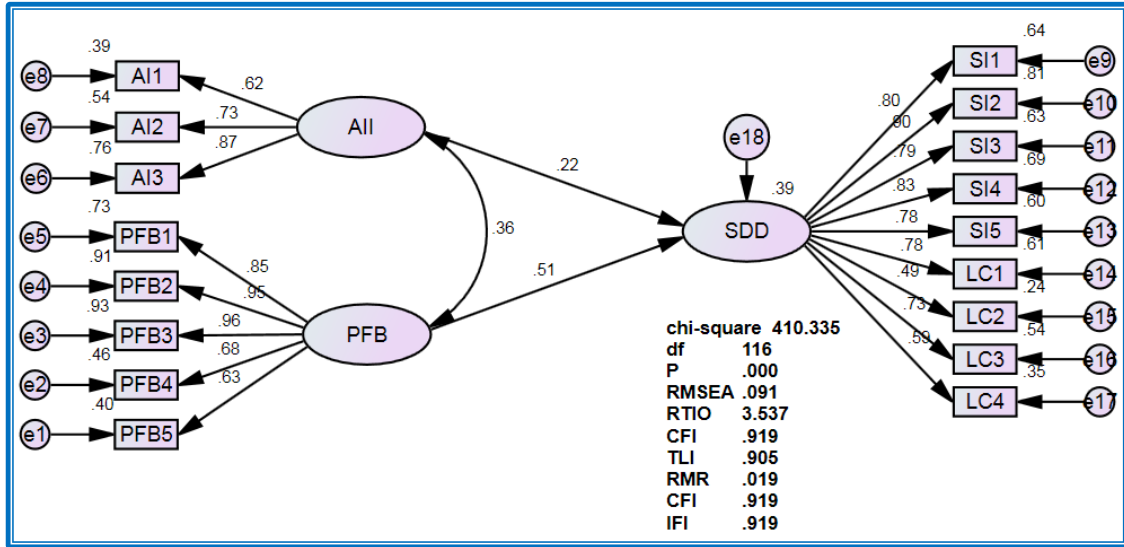 .39
e8 AI1
.62
.54
e7 AI2
.73
.76
e6 AI3
.87
AII
.73
e5 PFB1
.85
.91
e4 PFB2
.95
.93
e3 PFB3
.96
.46
e2 PFB4
.68
.40
e1 PFB5
.63
PFB
.36
.22
.51
e18
.39
SDD
.64
.80
SI1 e9
.81
.90
SI2 e10
.63
.79
SI3 e11
.69
.83
SI4 e12
.60
.78
SI5 e13
.61
.78
LC1 e14
.24
.49
LC2 e15
.54
.73
LC3 e16
.35
.59
LC4 e17
chi-square 410.335
df 116
P .000
RMSEA .091
RTIO 3.537
CFI .919
TLI .905
RMR .019
CFI .919
IFI .919